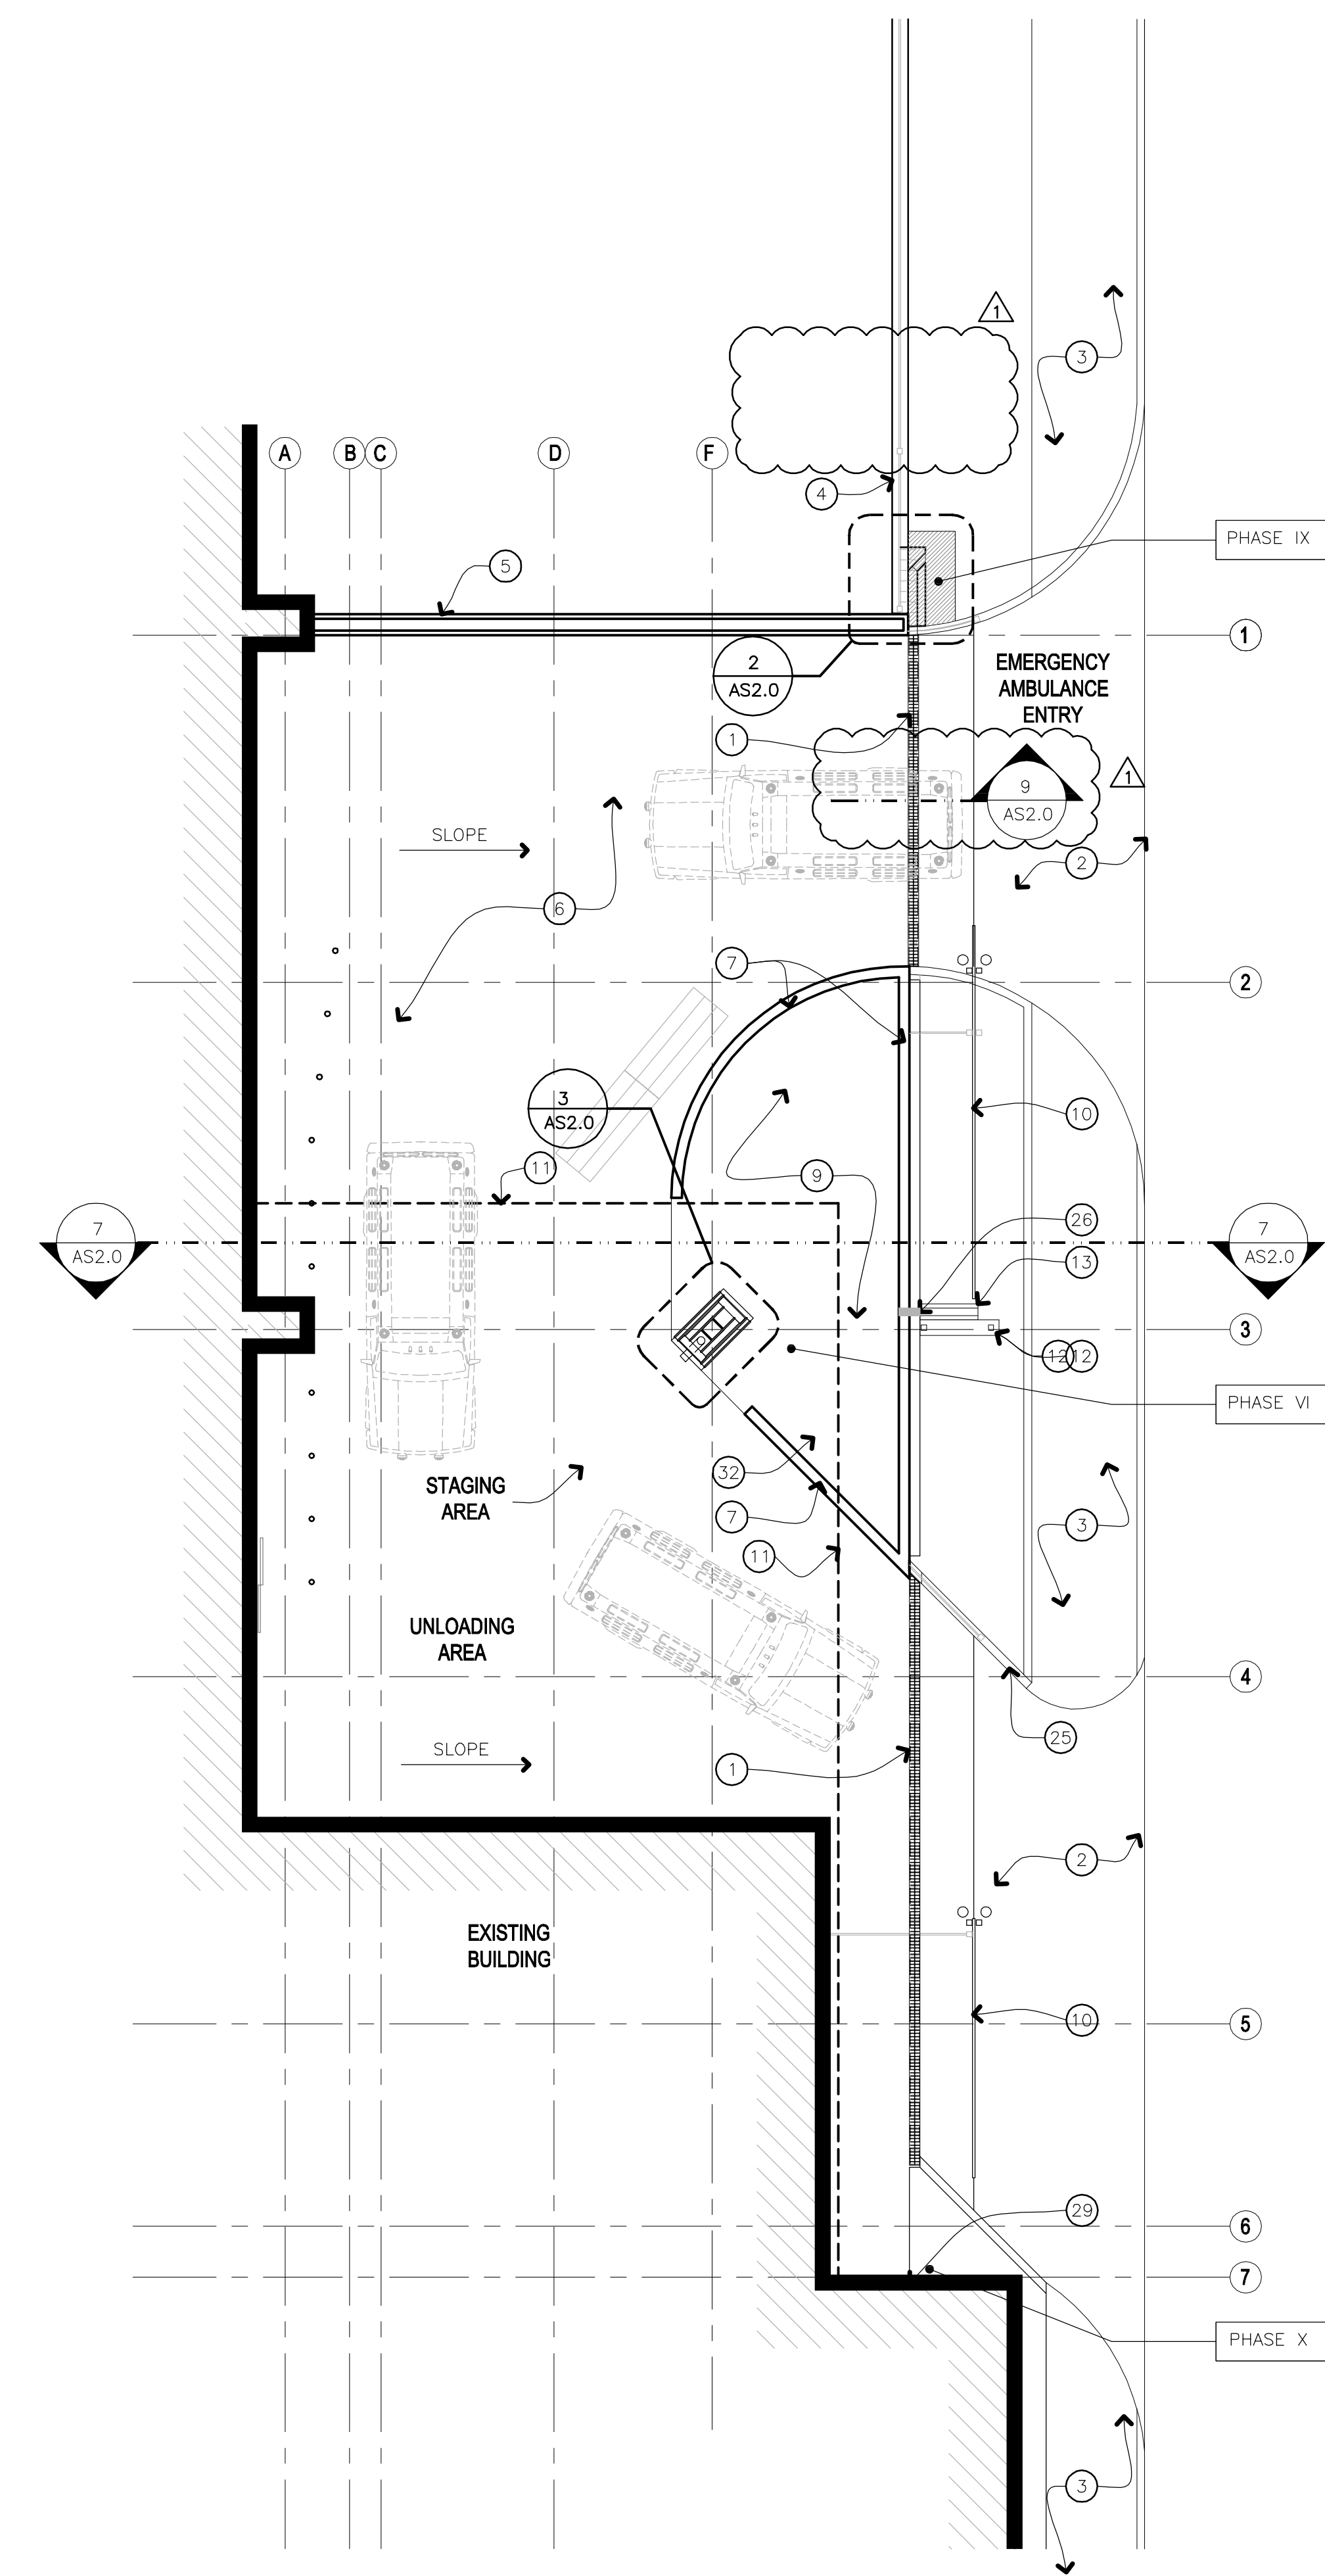 1
3
A
B
C
D
F
4
PHASE IX
5
1
2
AS2.0
EMERGENCY
AMBULANCE
ENTRY
1
1
9
AS2.0
SLOPE
2
6
7
2
3
AS2.0
10
11
9
26
7
AS2.0
7
AS2.0
13
3
12
12
PHASE VI
32
STAGING
AREA
7
3
11
UNLOADING
AREA
4
25
SLOPE
1
2
EXISTING
BUILDING
10
5
29
6
7
PHASE X
3